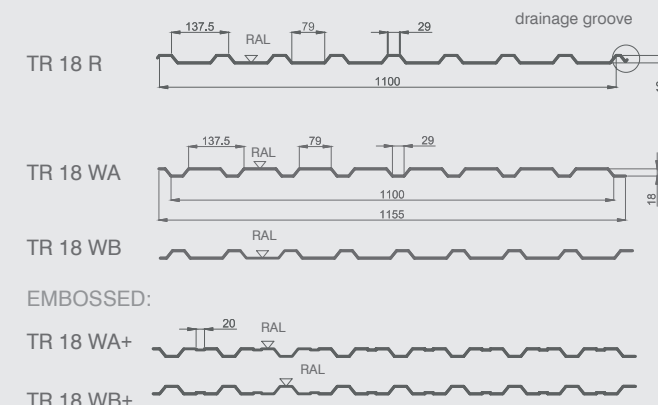 drainage groove
137.5 79 29
RAL
TR 18 R
1100
137.5 79 29
RAL
TR 18 WA
1100
18
1155
RAL
TR 18 WB
EMBOSSED:
20
RAL
TR 18 WA+
RAL
TR 18 WB+